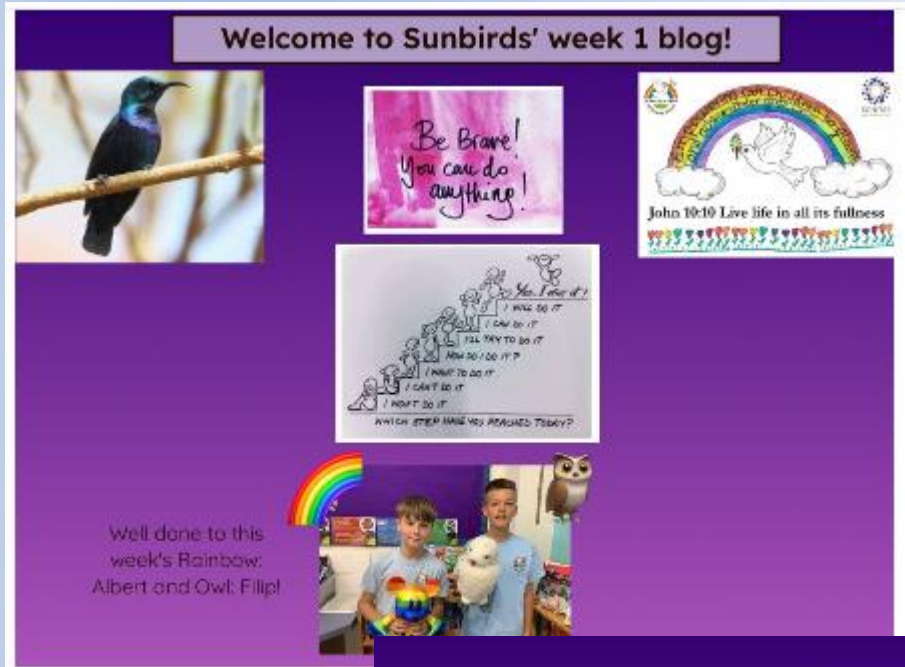 Welcome to Sunbirds' week 1 blog!
Be Brave!
You can do
anything!
John 10:10 Live life in all its fullness
Yes, I did it!
I WILL DO IT
I CAN DO IT
I'LL TRY TO DO IT
HOW DO I DO IT?
I WANT TO DO IT
I CAN'T DO IT
I WON'T DO IT
WHICH STEP HAVE YOU REACHED TODAY?
Well done to this
week's Rainbow:
Albert and Owl: Filip!